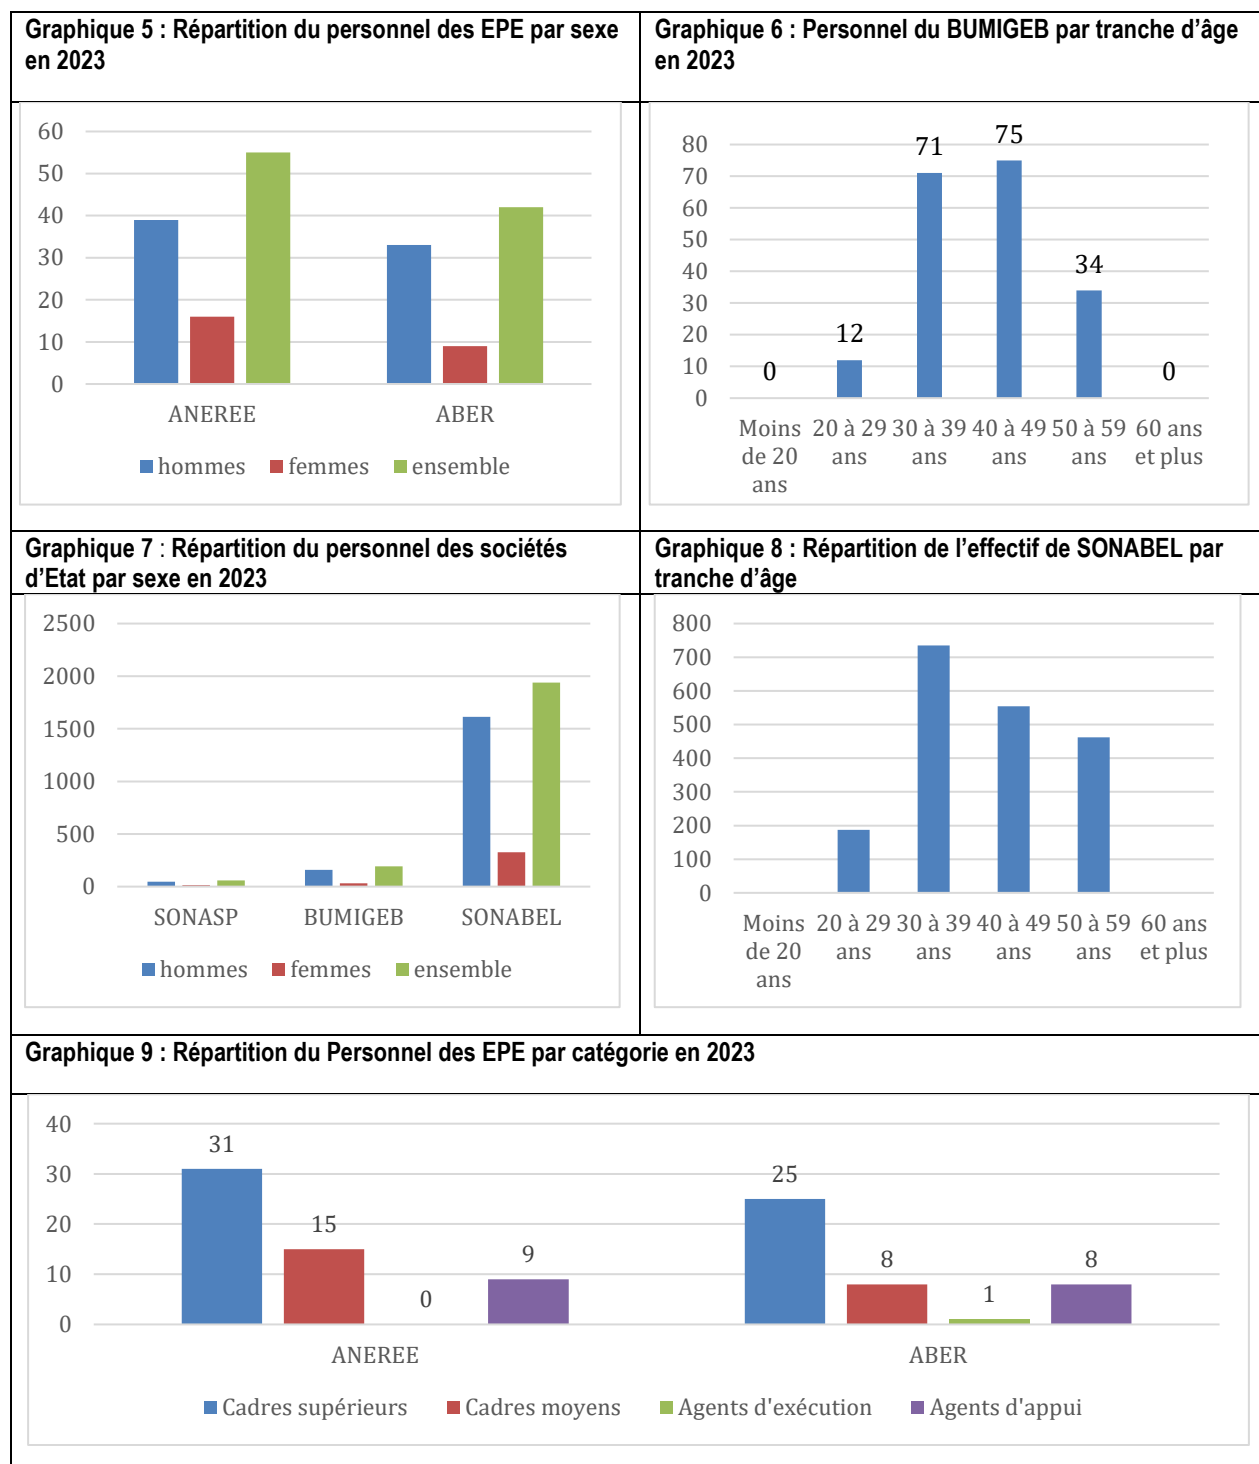 Graphique 5 : Répartition du personnel des EPE par sexe
en 2023
60
50
40
30
20
10
0
ANEREE ABER
hommes femmes ensemble
Graphique 6 : Personnel du BUMIGEB par tranche d’âge
en 2023
80
70
60
50
40
30
20
10
0
0 12 71 75 34 0
Moins 20 à 29 30 à 39 40 à 49 50 à 59 60 ans
de 20 ans ans ans ans et plus
ans
Graphique 7 : Répartition du personnel des sociétés
d’Etat par sexe en 2023
2500
2000
1500
1000
500
0
SONASP BUMIGEB SONABEL
hommes femmes ensemble
Graphique 8 : Répartition de l’effectif de SONABEL par
tranche d’âge
800
700
600
500
400
300
200
100
0
Moins 20 à 29 30 à 39 40 à 49 50 à 59 60 ans
de 20 ans ans ans ans et plus
ans
Graphique 9 : Répartition du Personnel des EPE par catégorie en 2023
40
30
20
10
0
31 15 0 9 25 8 1 8
ANEREE ABER
Cadres supérieurs Cadres moyens Agents d'exécution Agents d'appui